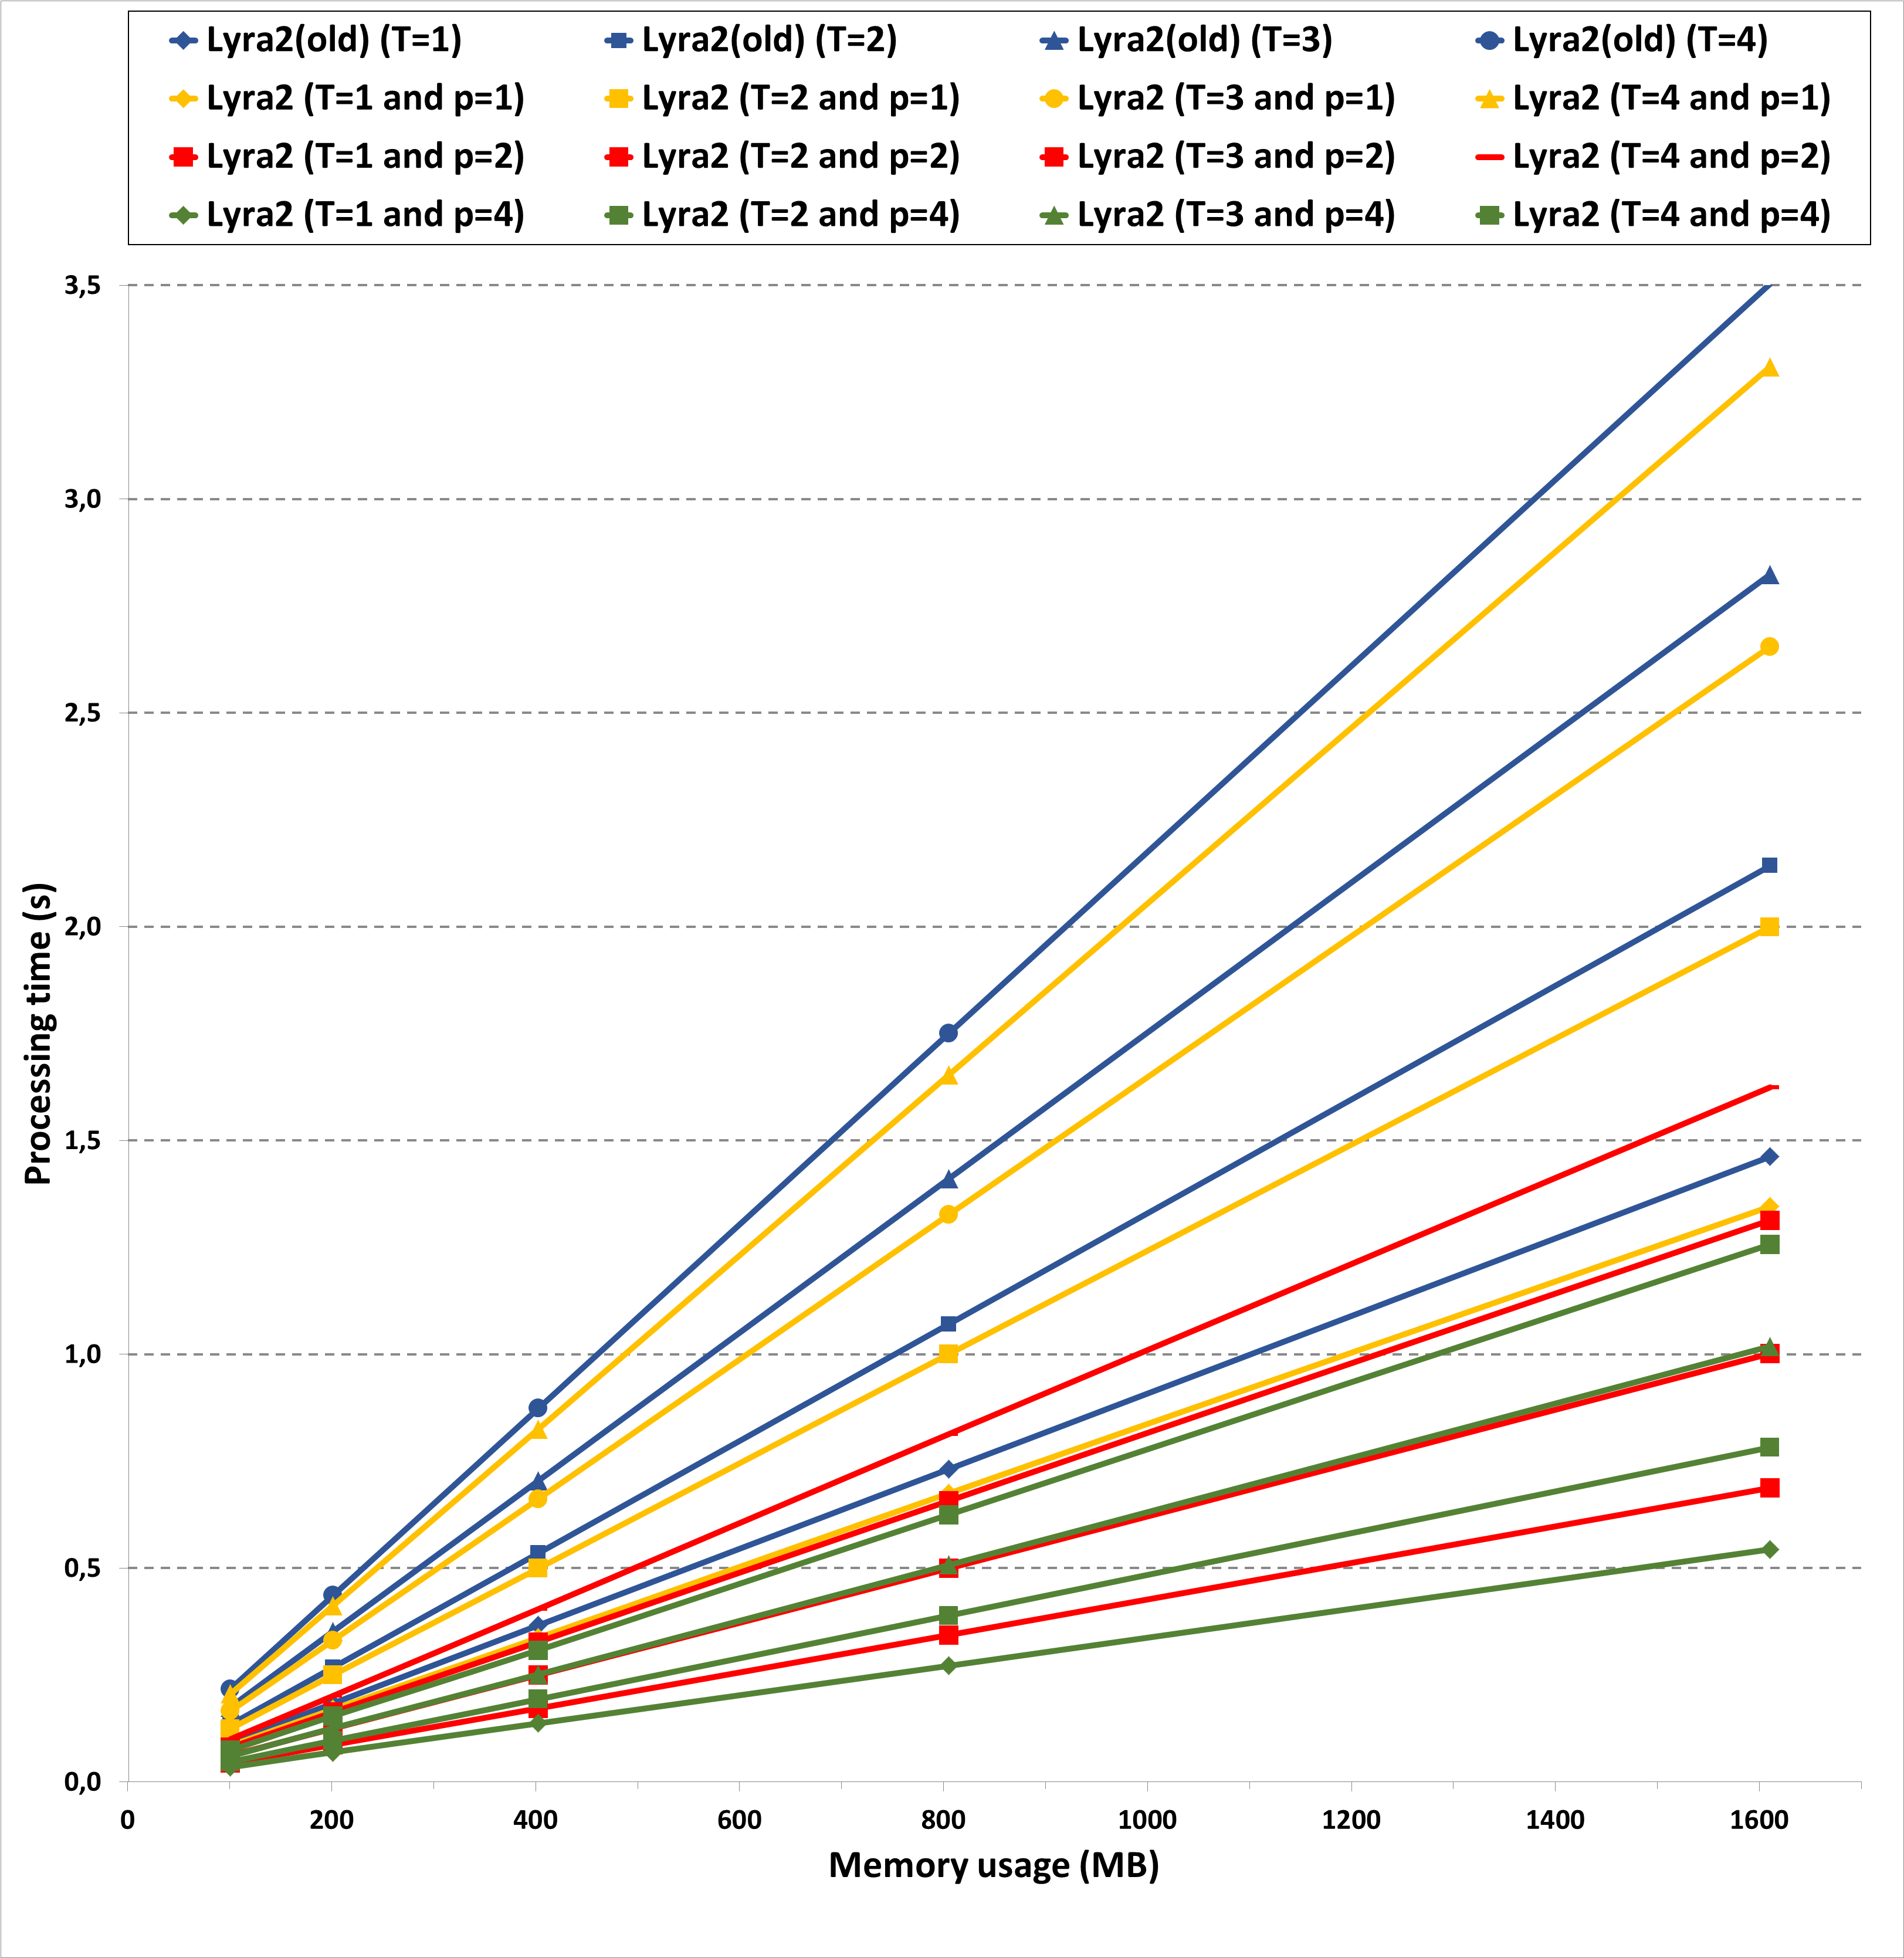 Lyra2(old) (T=1) Lyra2(old) (T=2) Lyra2(old) (T=3) Lyra2(old) (T=4)
Lyra2 (T=1 and p=1) Lyra2 (T=2 and p=1) Lyra2 (T=3 and p=1) Lyra2 (T=4 and p=1)
Lyra2 (T=1 and p=2) Lyra2 (T=2 and p=2) Lyra2 (T=3 and p=2) Lyra2 (T=4 and p=2)
Lyra2 (T=1 and p=4) Lyra2 (T=2 and p=4) Lyra2 (T=3 and p=4) Lyra2 (T=4 and p=4)
3,5
3,0
2,5
2,0
1,5
1,0
0,5
0,0
Processing time (s)
0 200 400 600 800 1000 1200 1400 1600
Memory usage (MB)